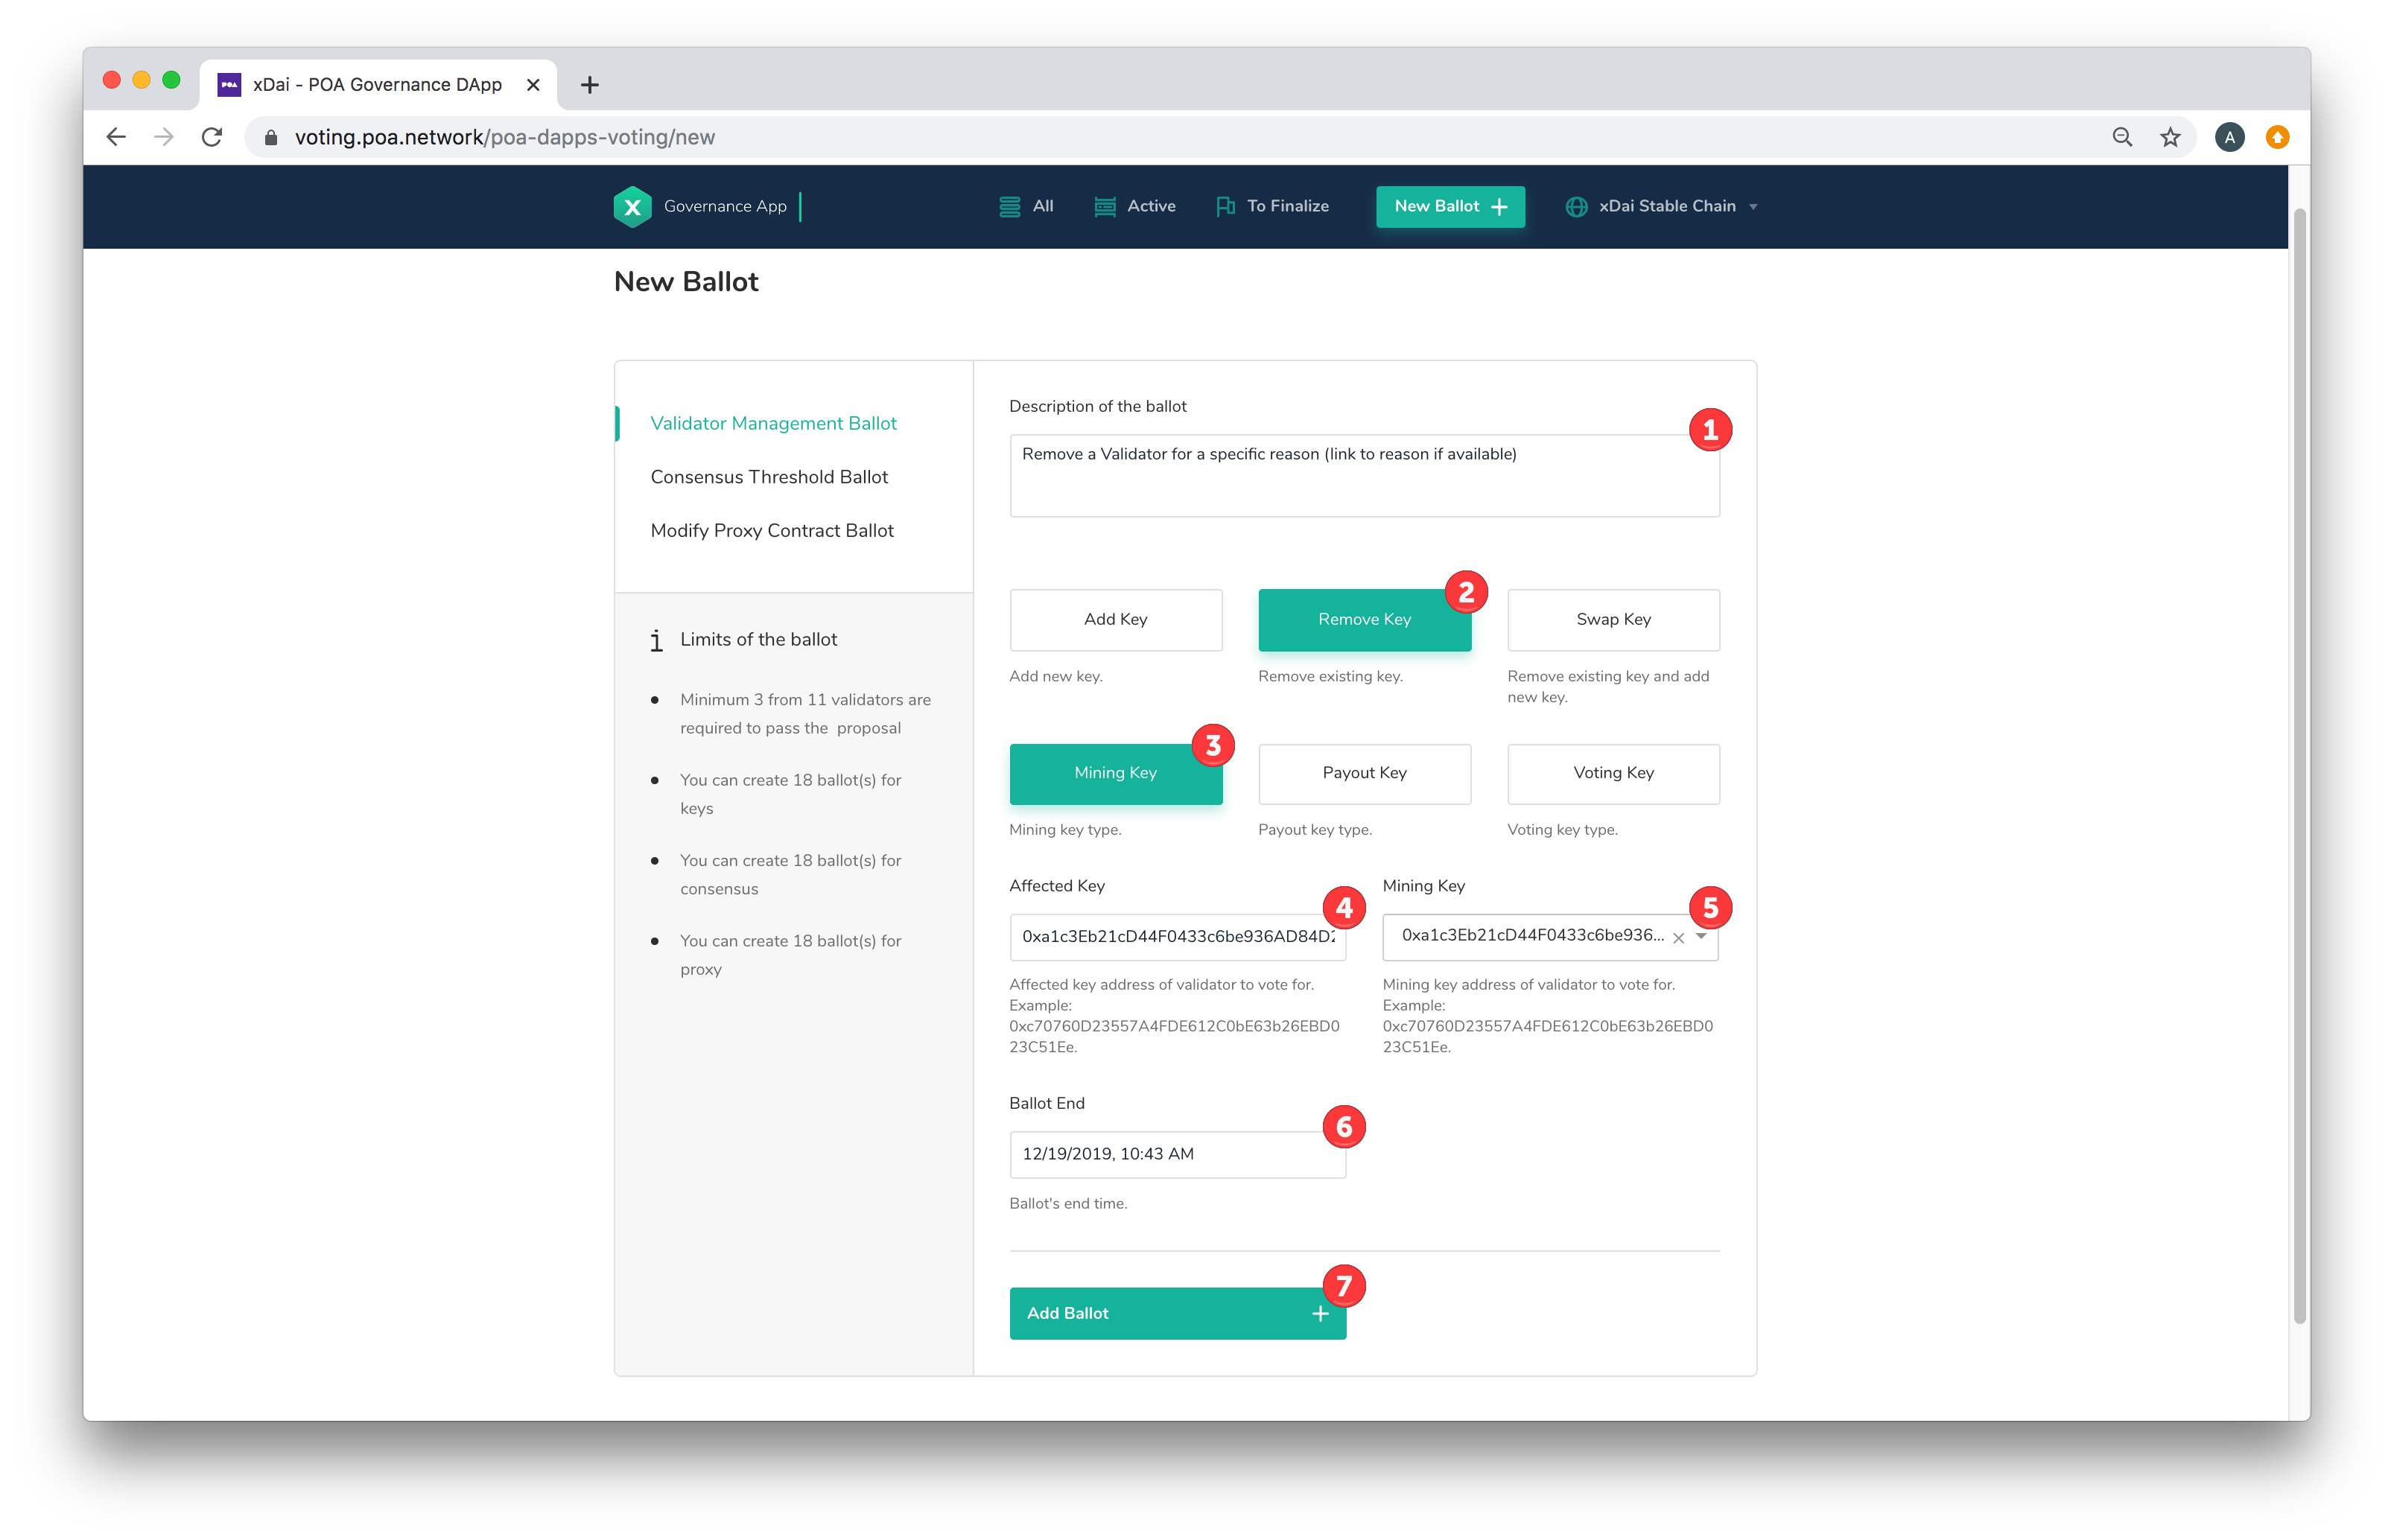 xDai - POA Governance DApp
voting.poa.network/poa-dapps-voting/new
A
X
Governance App
All
Active
To Finalize
New Ballot
xDai Stable Chain
New Ballot
Validator Management Ballot
Consensus Threshold Ballot
Modify Proxy Contract Ballot
i Limits of the ballot
• Minimum 3 from 11 validators are
required to pass the proposal
• You can create 18 ballot(s) for
keys
• You can create 18 ballot(s) for
consensus
• You can create 18 ballot(s) for
proxy
Description of the ballot
1
Remove a Validator for a specific reason (link to reason if available)
Add Key
Add new key.
2
Remove Key
Remove existing key.
Swap Key
Remove existing key and add
new key.
3
Mining Key
Mining key type.
Payout Key
Payout key type.
Voting Key
Voting key type.
Affected Key
4
0xa1c3Eb21cD44F0433c6be936AD84D
Affected key address of validator to vote for.
Example:
0xc70760D23557A4FDE612C0bE63b26EBD0
23C51Ee.
Mining Key
5
0xa1c3Eb21cD44F0433c6be936...
Mining key address of validator to vote for.
Example:
0xc70760D23557A4FDE612C0bE63b26EBD0
23C51Ee.
Ballot End
6
12/19/2019, 10:43 AM
Ballot's end time.
7
Add Ballot